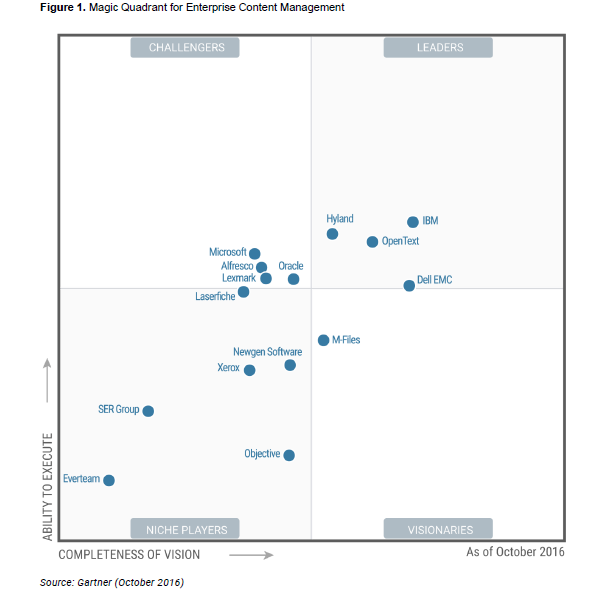 Figure 1. Magic Quadrant for Enterprise Content Management
CHALLENGERS
LEADERS
Hyland
IBM
OpenText
Microsoft
Alfresco
Oracle
Lexmark
Dell EMC
Laserfiche
M-Files
Newgen Software
Xerox
SER Group
Objective
Everteam
ABILITY TO EXECUTE
NICHE PLAYERS
VISIONARIES
COMPLETENESS OF VISION
As of October 2016
Source: Gartner (October 2016)